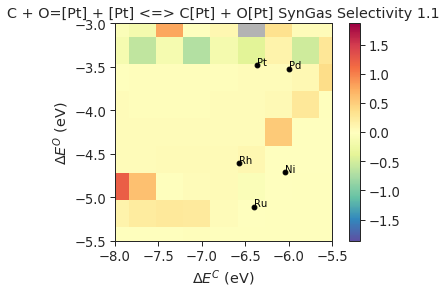 C + O=[Pt] + [Pt] <=> C[Pt] + O[Pt] SynGas Selectivity 1.1
−3.0
−3.5
−4.0
−4.5
−5.0
−5.5
ΔE^O (eV)
Pt
Pd
Rh
Ni
Ru
−8.0 −7.5 −7.0 −6.5 −6.0 −5.5
ΔE^C (eV)
1.5
1.0
0.5
0.0
−0.5
−1.0
−1.5